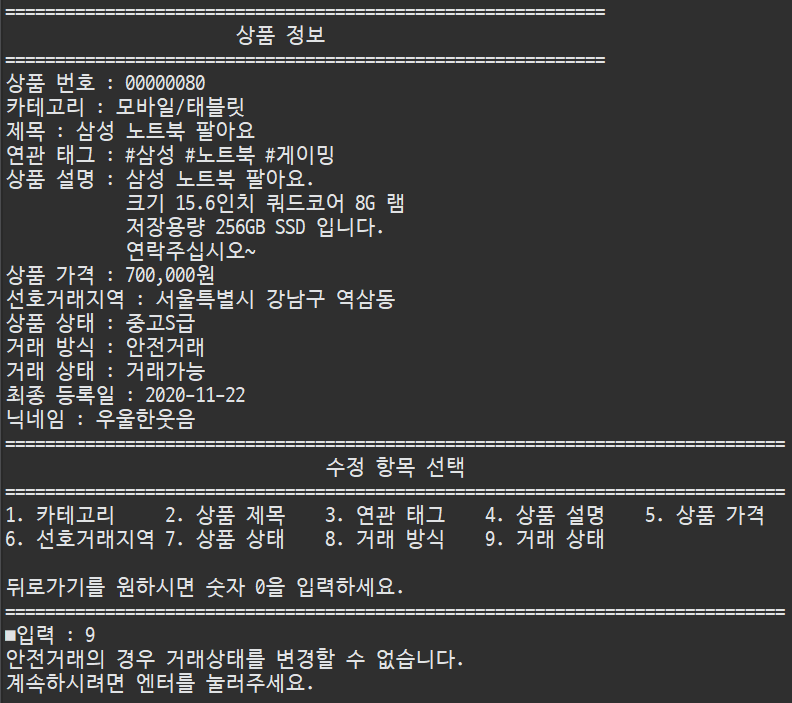 ============================================================
상품 정보
============================================================
상품 번호 : 00000080
카테고리 : 모바일/태블릿
제목 : 삼성 노트북 팔아요
연관 태그 : #삼성 #노트북 #게이밍
상품 설명 : 삼성 노트북 팔아요.
크기 15.6인치 쿼드코어 8G 램
저장용량 256GB SSD 입니다.
연락주십시오~
상품 가격 : 700,000원
선호거래지역 : 서울특별시 강남구 역삼동
상품 상태 : 중고S급
거래 방식 : 안전거래
거래 상태 : 거래가능
최종 등록일 : 2020-11-22
닉네임 : 우울한웃음
==============================================================================
수정 항목 선택
==============================================================================
1. 카테고리 2. 상품 제목 3. 연관 태그 4. 상품 설명 5. 상품 가격
6. 선호거래지역 7. 상품 상태 8. 거래 방식 9. 거래 상태
뒤로가기를 원하시면 숫자 0을 입력하세요.
==============================================================================
■입력 : 9
안전거래의 경우 거래상태를 변경할 수 없습니다.
계속하시려면 엔터를 눌러주세요.